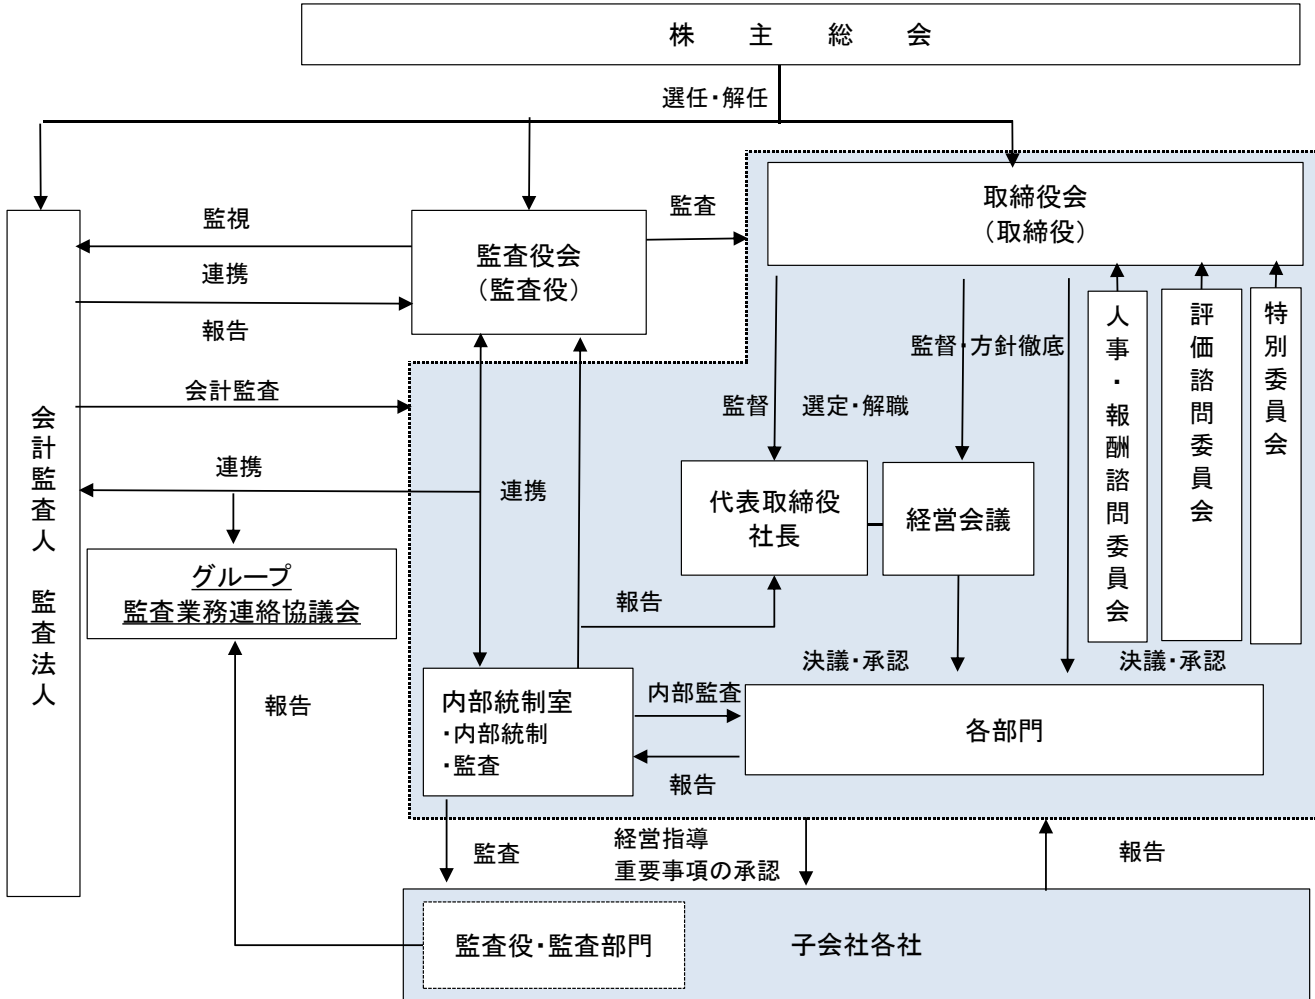 株　主　総　会
選任・解任
取締役会
（取締役）
監視
監査
監査役会
（監査役）
連携
報告
人事・報酬諮問委員会
評価諮問委員会
特別委員会
監督・方針徹底
会計監査
監督
選定・解職
会計監査人　監査法人
連携
連携
代表取締役
社長
経営会議
グループ
監査業務連絡協議会
報告
決議・承認
決議・承認
内部統制室
・内部統制
・監査
内部監査
報告
各部門
報告
監査
経営指導
重要事項の承認
報告
監査役・監査部門
子会社各社